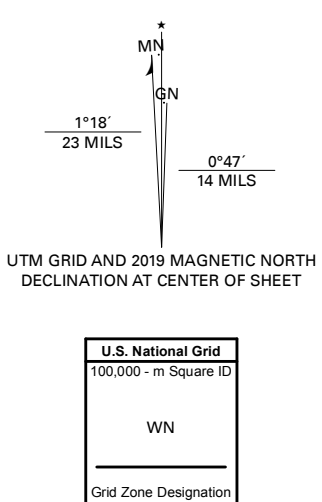 ★
MN
GN
1°18´
23 MILS
0°47´
14 MILS
UTM GRID AND 2019 MAGNETIC NORTH
DECLINATION AT CENTER OF SHEET
U.S. National Grid
100,000 - m Square ID
WN
Grid Zone Designation